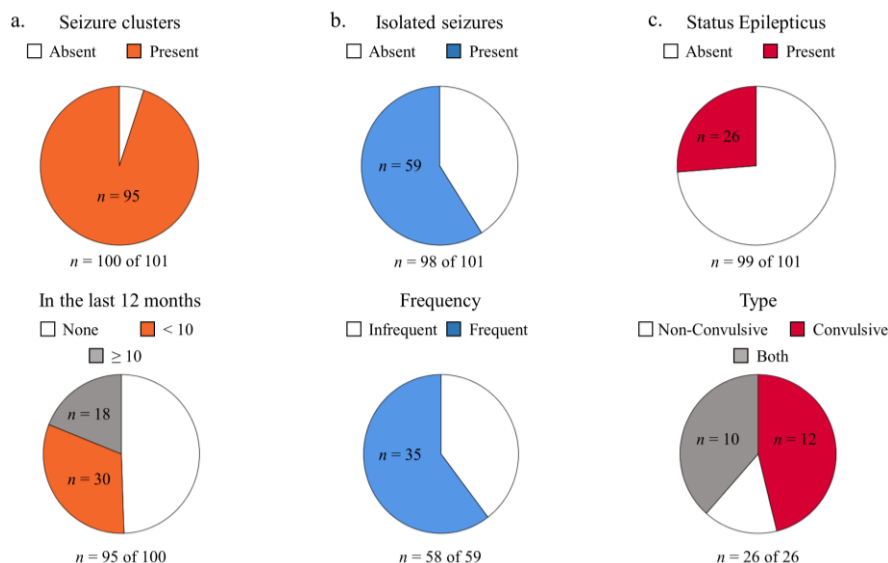 a. Seizure clusters
Absent Present
n = 95
n = 100 of 101
In the last 12 months
None < 10
≥ 10
n = 18
n = 30
n = 95 of 100
b. Isolated seizures
Absent Present
n = 59
n = 98 of 101
Frequency
Infrequent Frequent
n = 35
n = 58 of 59
c. Status Epilepticus
Absent Present
n = 26
n = 99 of 101
Type
Non-Convulsive Convulsive
Both
n = 10 n = 12
n = 26 of 26